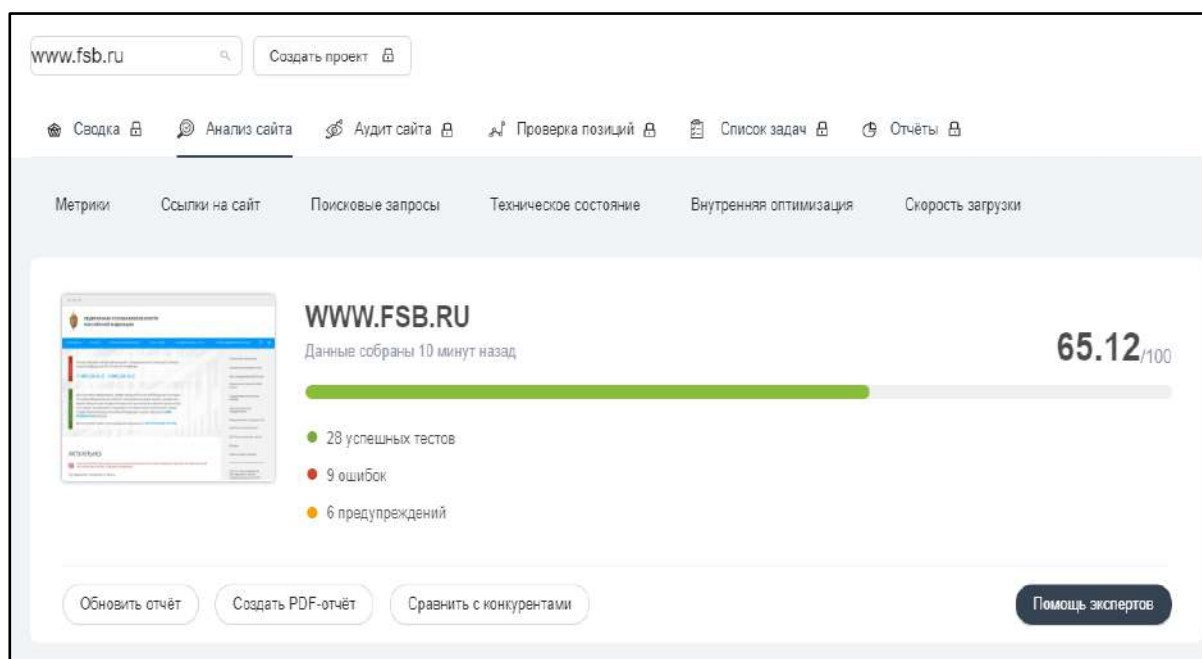 www.fsb.ru
Создать проект
Сводка Анализ сайта Аудит сайта Проверка позиций Список задач Отчёты
Метрики Ссылки на сайт Поисковые запросы Техническое состояние Внутренняя оптимизация Скорость загрузки
WWW.FSB.RU
Данные собраны 10 минут назад
65.12/100
28 успешных тестов
9 ошибок
6 предупреждений
Обновить отчёт Создать PDF-отчёт Сравнить с конкурентами Помощь экспертов